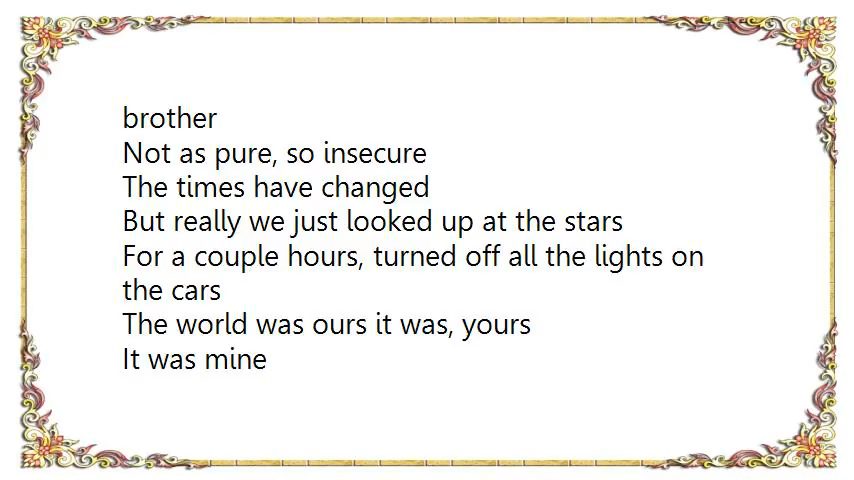 brother
Not as pure, so insecure
The times have changed
But really we just looked up at the stars
For a couple hours, turned off all the lights on
the cars
The world was ours it was, yours
It was mine